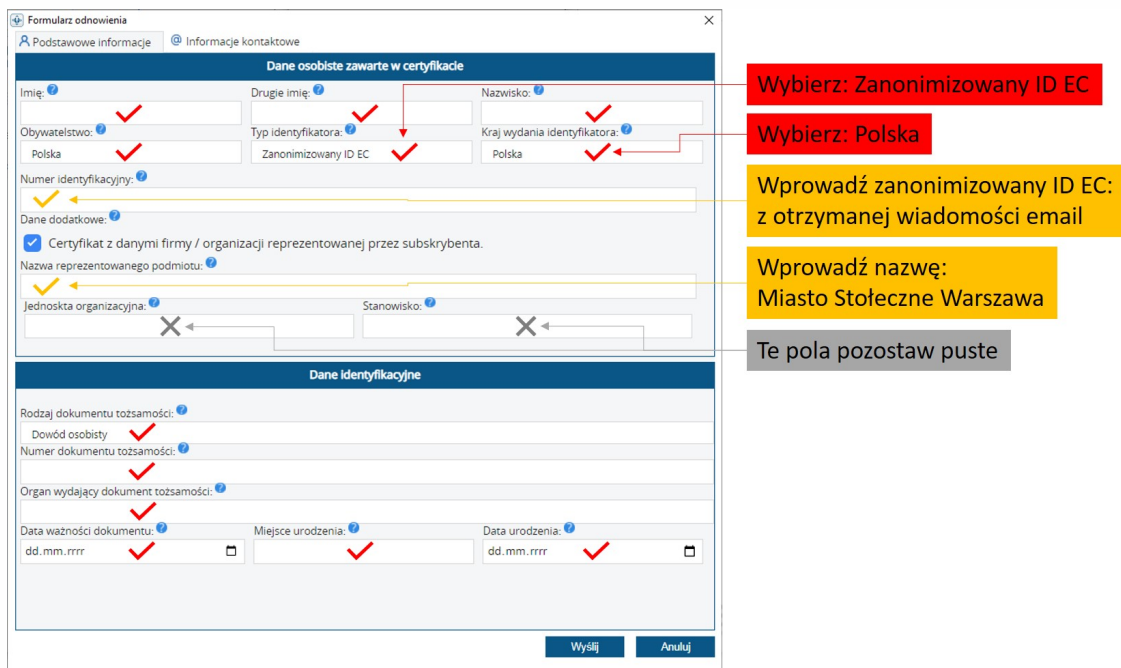 Formularz odnowienia
Podstawowe informacje
Informacje kontaktowe
Dane osobiste zawarte w certyfikacie
Imię:
Drugie imię:
Nazwisko:
Obywatelstwo:
Typ identyfikatora:
Kraj wydania identyfikatora:
Polska
Zanonimizowany ID EC
Polska
Numer identyfikacyjny:
Dane dodatkowe:
Certyfikat z danymi firmy / organizacji reprezentowanej przez subskrybenta.
Nazwa reprezentowanego podmiotu:
Jednoskta organizacyjna:
Stanowisko:
Dane identyfikacyjne
Rodzaj dokumentu tożsamości:
Dowód osobisty
Numer dokumentu tożsamości:
Organ wydający dokument tożsamości:
Data ważności dokumentu:
Miejsce urodzenia:
Data urodzenia:
dd.mm.rrrr
dd.mm.rrrr
Wyślij
Anuluj
Wybierz: Zanonimizowany ID EC
Wybierz: Polska
Wprowadź zanonimizowany ID EC:
z otrzymanej wiadomości email
Wprowadź nazwę:
Miasto Stołeczne Warszawa
Te pola pozostaw puste